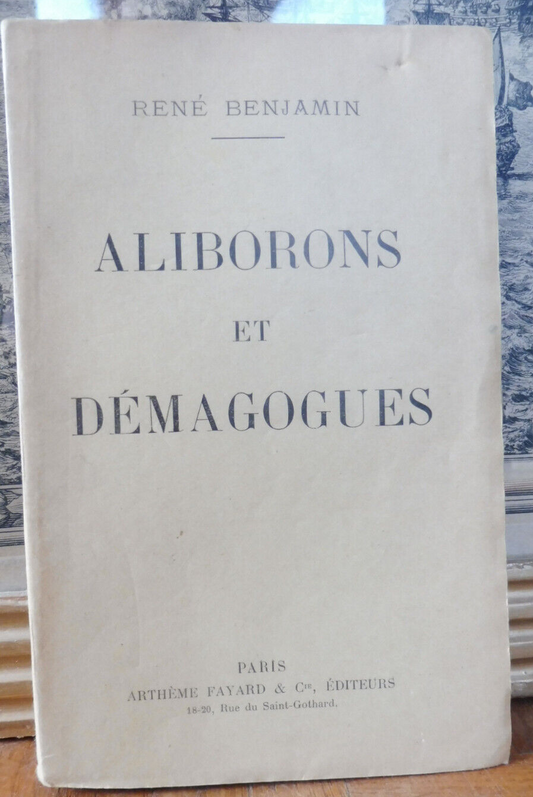 RENÉ BENJAMIN
ALIBORONS
ET
DÉMAGOGUES
PARIS
ARTHÈME FAYARD & Cie, ÉDITEURS
18-20, Rue du Saint-Gothard.